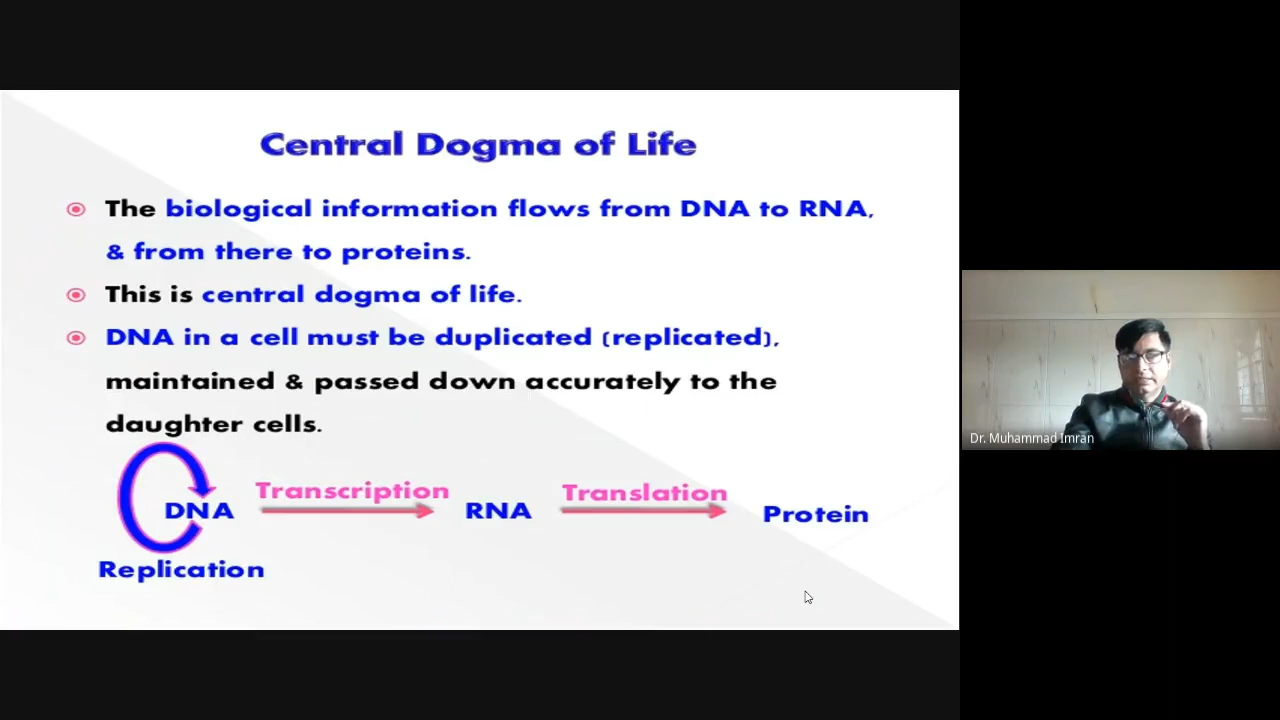 Central Dogma of Life
The biological information flows from DNA to RNA,
& from there to proteins.
This is central dogma of life.
DNA in a cell must be duplicated (replicated),
maintained & passed down accurately to the
daughter cells.
Transcription
Translation
DNA
RNA
Protein
Replication
Dr. Muhammad Imran